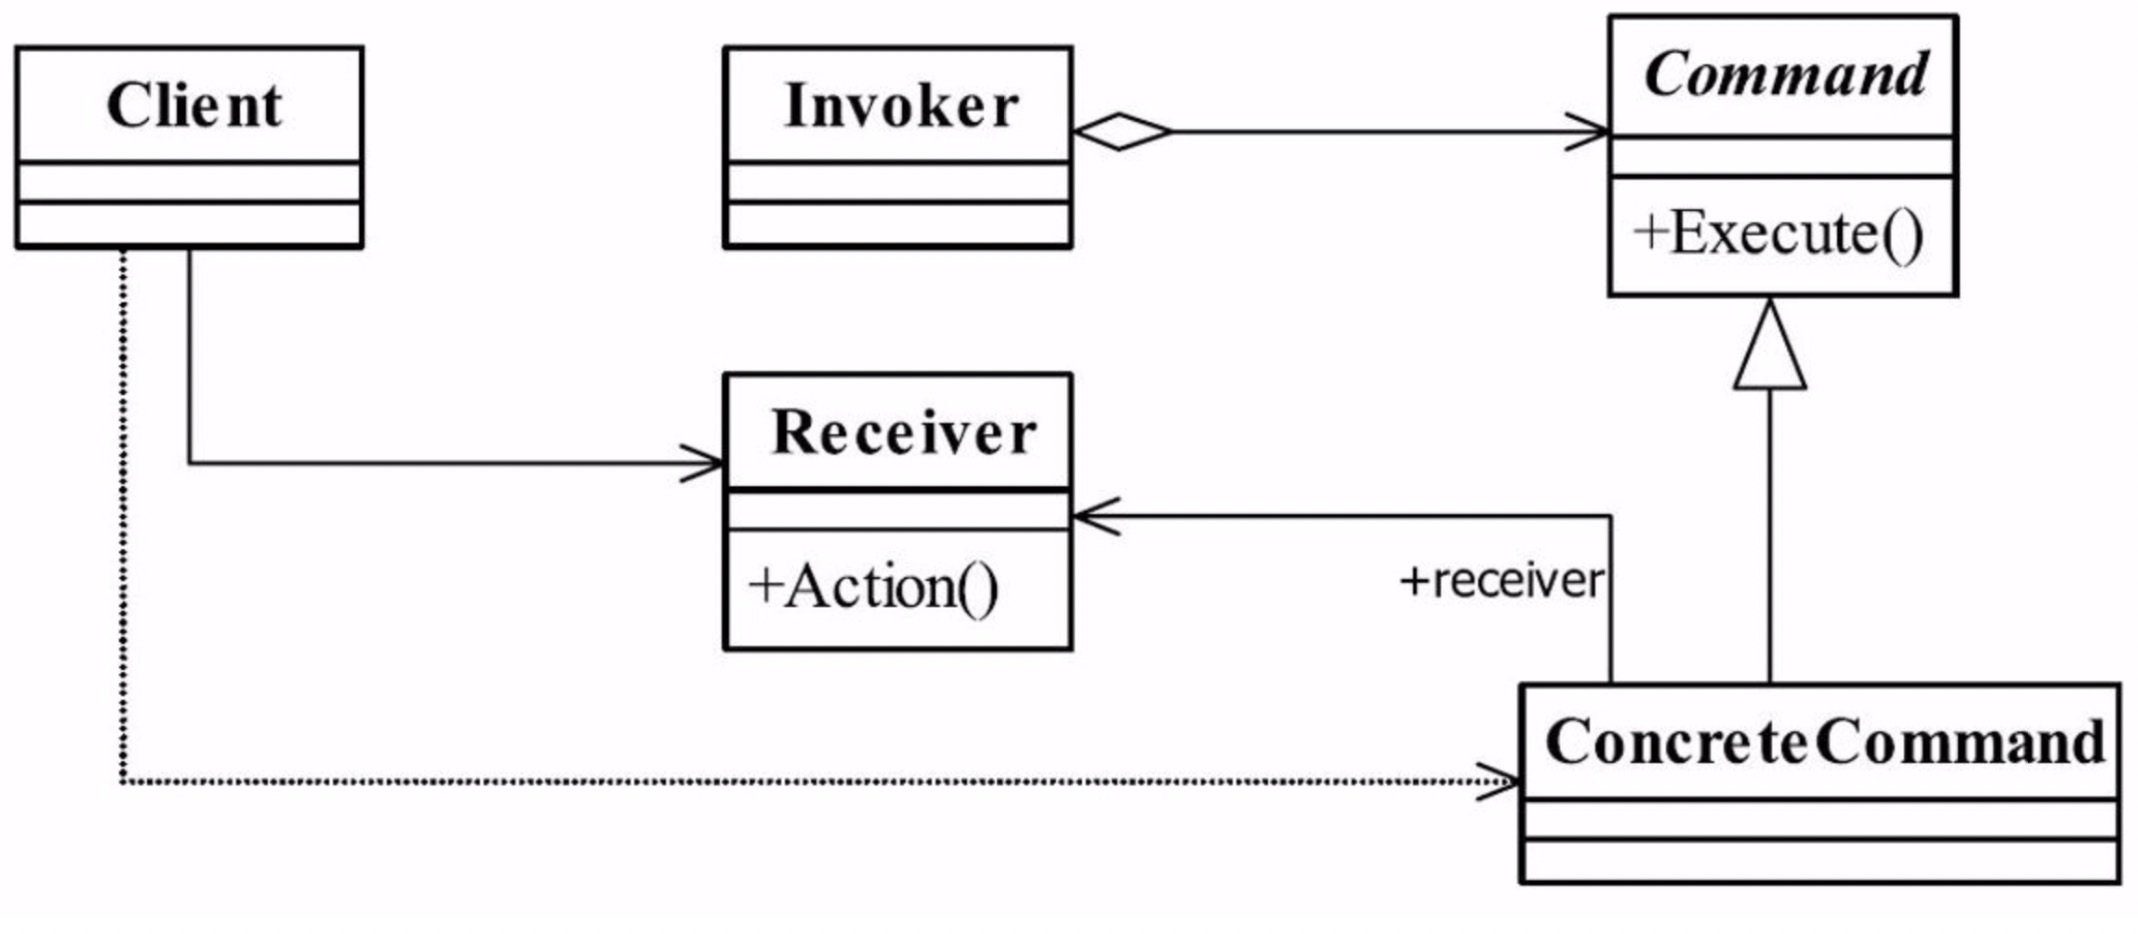 Client
Invoker
Command
+Execute()
Receiver
+Action()
+receiver
ConcreteCommand